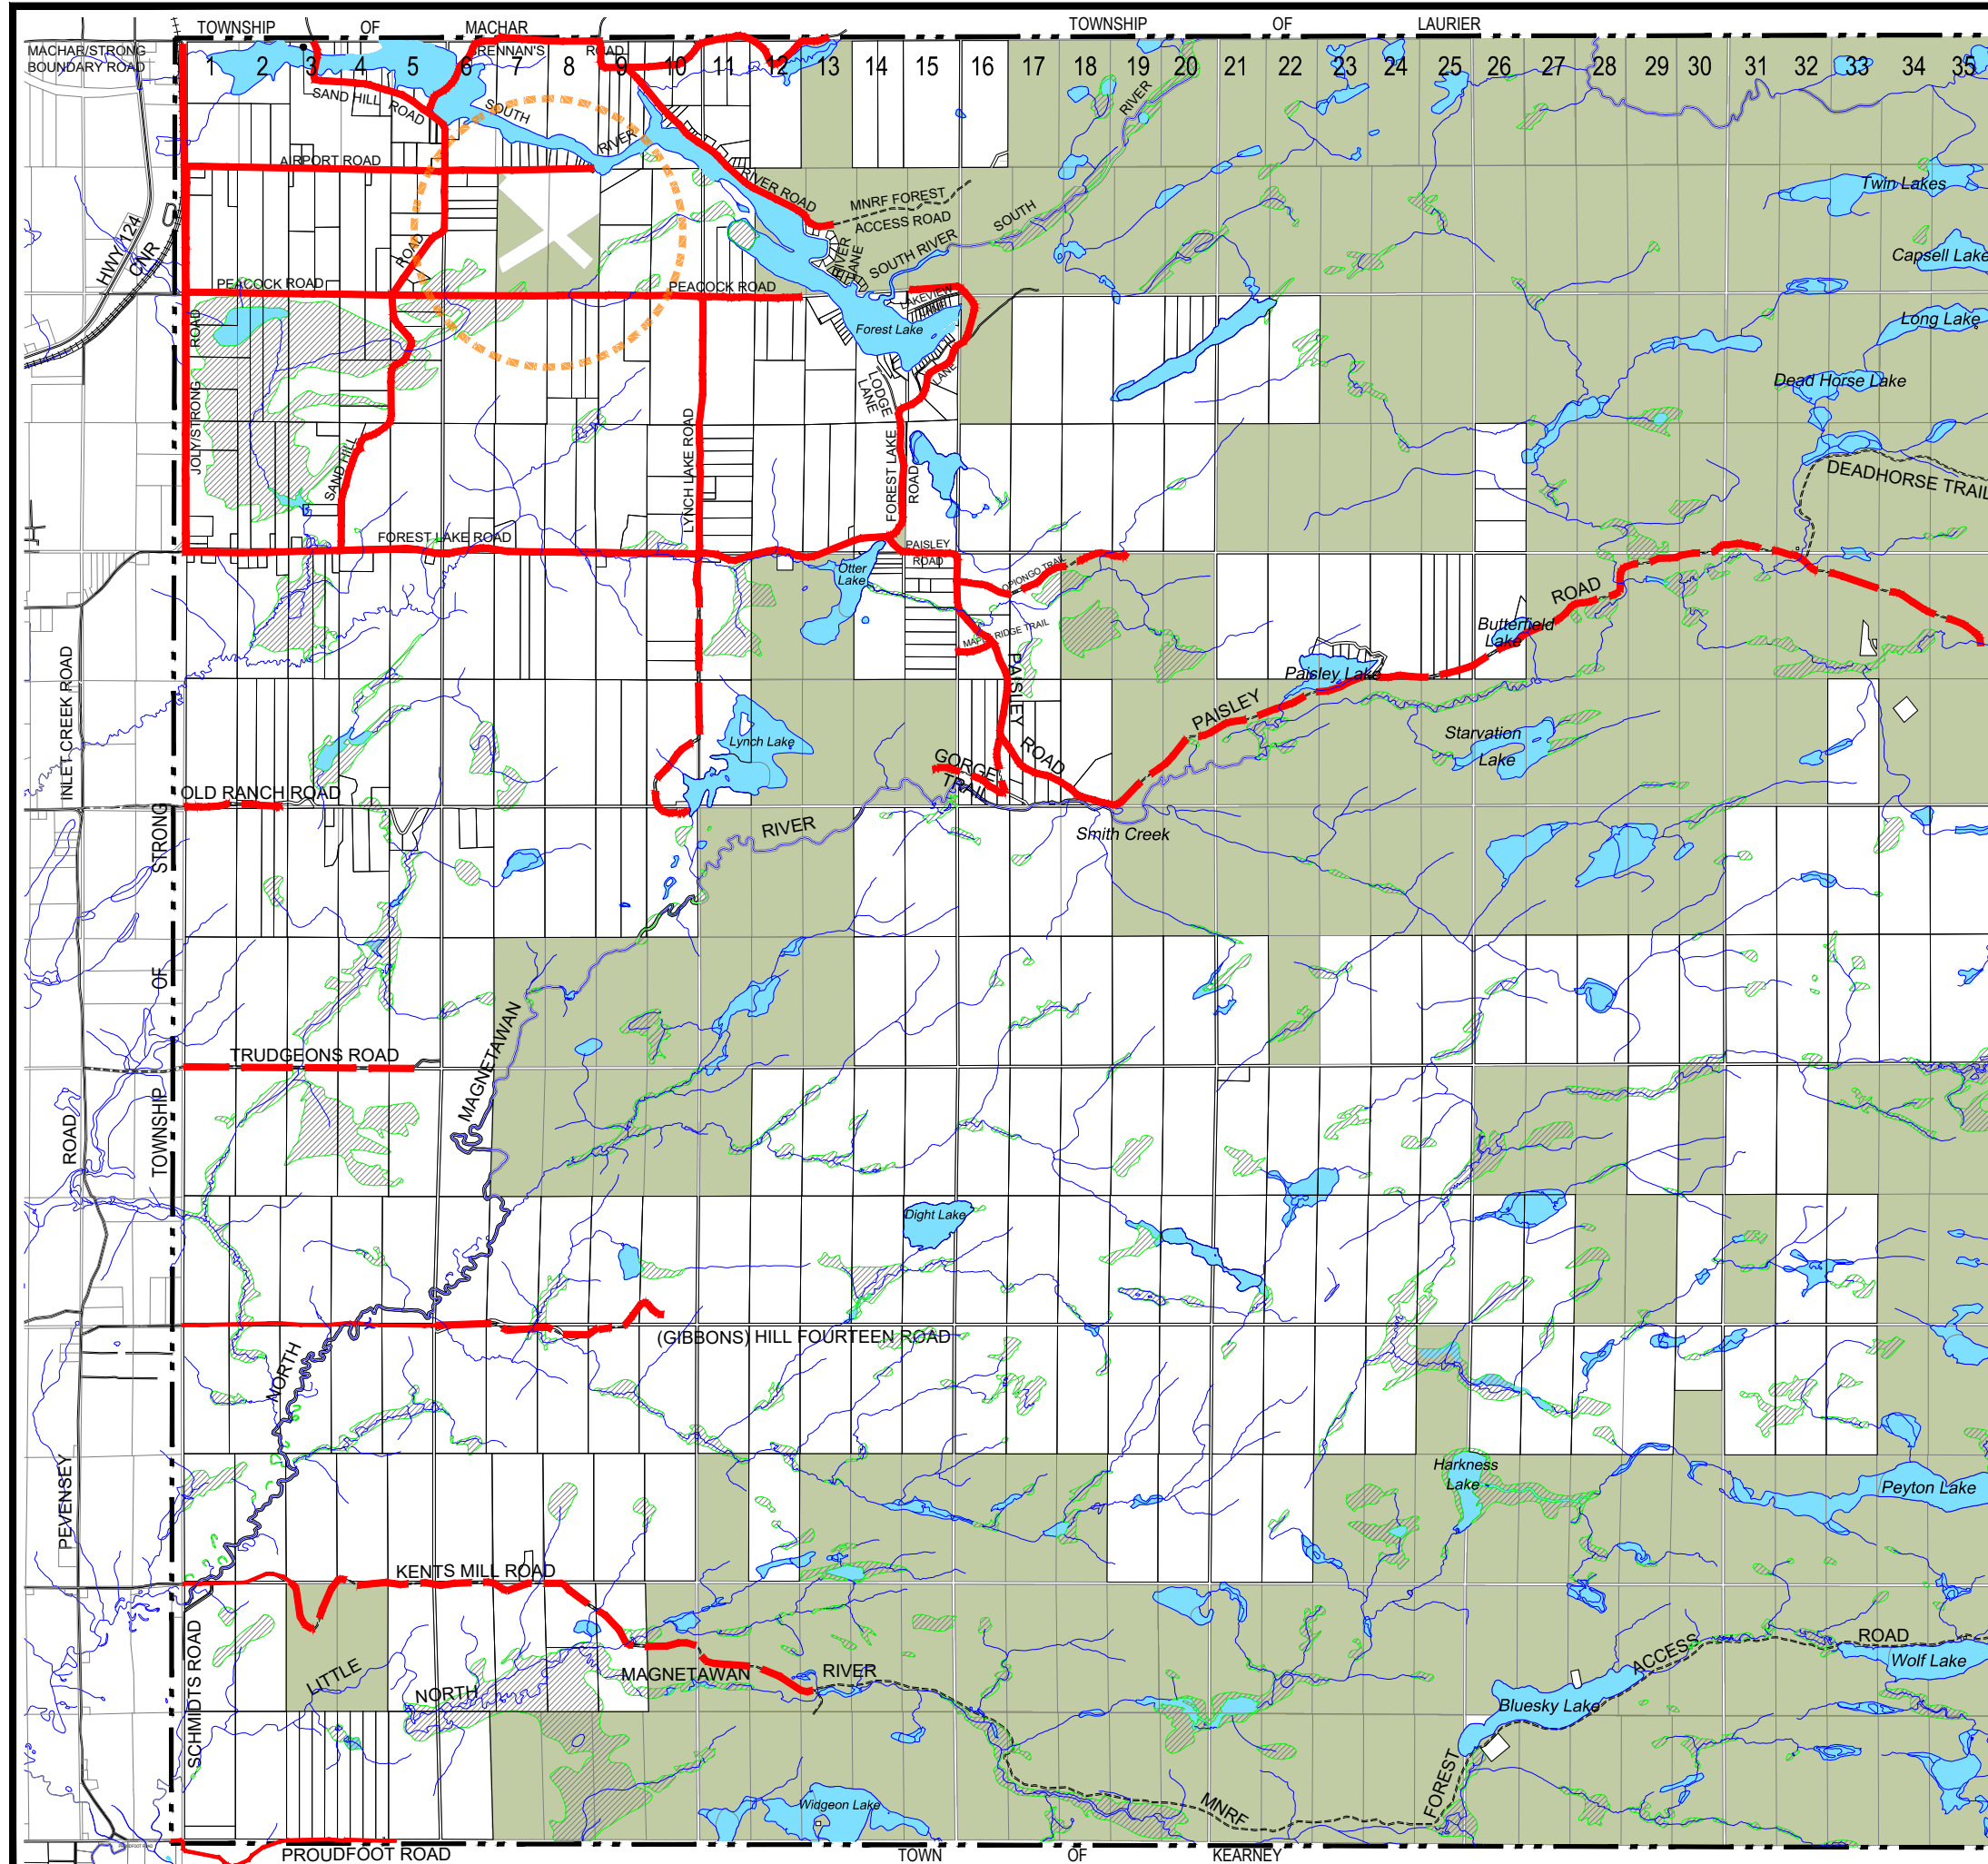 TOWNSHIP OF MACHAR
TOWNSHIP OF LAURIER
MACHAR/STRONG
BOUNDARY ROAD
BRENNAN'S ROAD
1 2 3 4 5 6 7 8 9 10 11 12 13 14 15 16 17 18 19 20 21 22 23 24 25 26 27 28 29 30 31 32 33 34 35
SAND HILL ROAD
SOUTH RIVER
RIVER
AIRPORT ROAD
RIVER ROAD
MNRF FOREST
ACCESS ROAD
SOUTH
SOUTH RIVER
Twin Lakes
HWY 124
CNR
ROAD
RIVER
LANE
Capsell Lake
PEACOCK ROAD
PEACOCK ROAD
LAKEVIEW
LANE
Forest Lake
Long Lake
JOLY/STRONG ROAD
LODGE
LANE
LANE
Dead Horse Lake
SAND HILL
LYNCH LAKE ROAD
FOREST LAKE
ROAD
DEADHORSE TRAIL
FOREST LAKE ROAD
PAISLEY
ROAD
Otter
Lake
OPIONGO TRAIL
ROAD
Butterfield
Lake
MAPLE RIDGE TRAIL
PAISLEY
ROAD
Paisley Lake
PAISLEY
INLET CREEK ROAD
Lynch Lake
Starvation
Lake
GORGE
TRAIL
OLD RANCH ROAD
RIVER
Smith Creek
TOWNSHIP OF STRONG
MAGNETAWAN
TRUDGEONS ROAD
ROAD
Dight Lake
(GIBBONS) HILL FOURTEEN ROAD
NORTH
PEVENSEY
Harkness
Lake
Peyton Lake
KENTS MILL ROAD
SCHMIDTS ROAD
LITTLE
NORTH
MAGNETAWAN
RIVER
ACCESS
ROAD
Wolf Lake
Bluesky Lake
FOREST
MNRF
Widgeon Lake
PROUDFOOT ROAD
TOWN OF KEARNEY